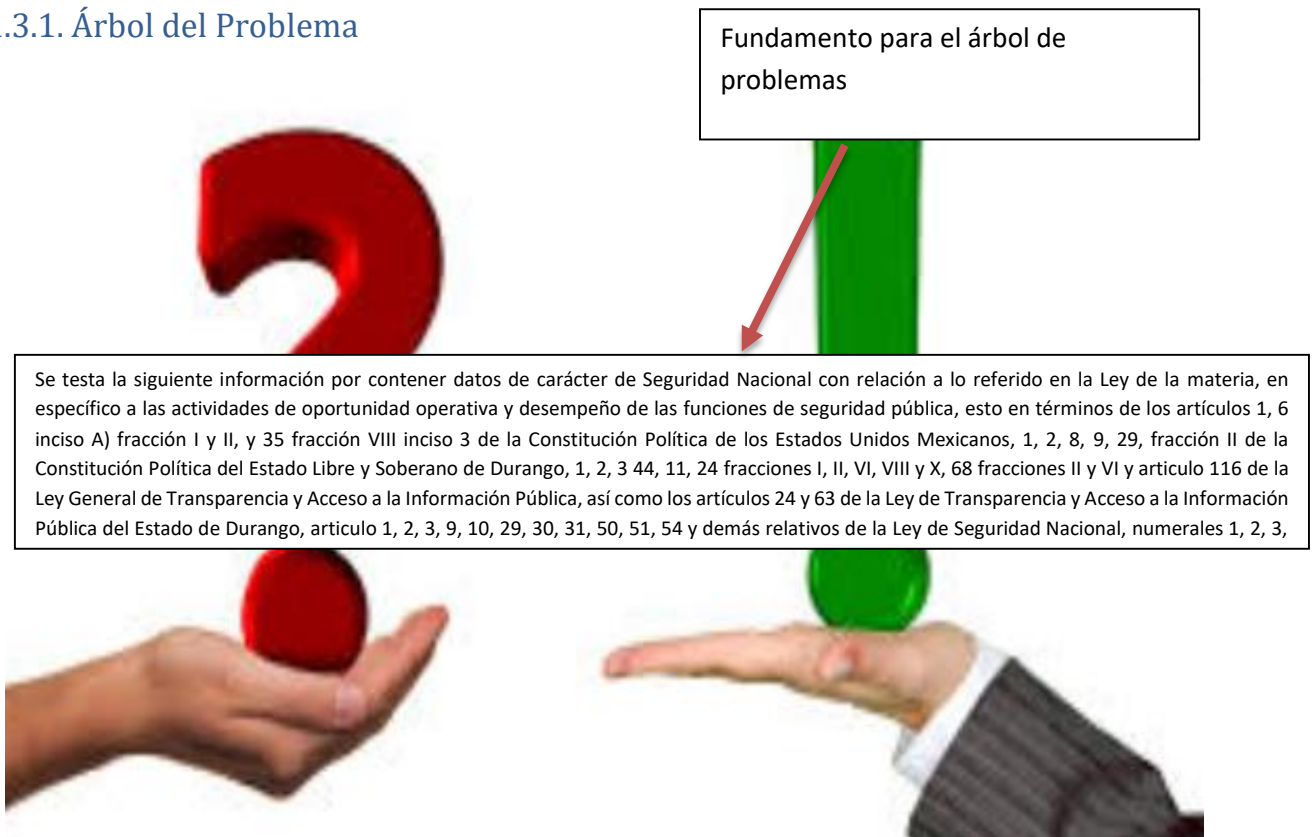 .3.1. Árbol del Problema
Fundamento para el árbol de
problemas
Se testa la siguiente información por contener datos de carácter de Seguridad Nacional con relación a lo referido en la Ley de la materia, en
específico a las actividades de oportunidad operativa y desempeño de las funciones de seguridad pública, esto en términos de los artículos 1, 6
inciso A) fracción I y II, y 35 fracción VIII inciso 3 de la Constitución Política de los Estados Unidos Mexicanos, 1, 2, 8, 9, 29, fracción II de la
Constitución Política del Estado Libre y Soberano de Durango, 1, 2, 3 44, 11, 24 fracciones I, II, VI, VIII y X, 68 fracciones II y VI y articulo 116 de la
Ley General de Transparencia y Acceso a la Información Pública, así como los artículos 24 y 63 de la Ley de Transparencia y Acceso a la Información
Pública del Estado de Durango, articulo 1, 2, 3, 9, 10, 29, 30, 31, 50, 51, 54 y demás relativos de la Ley de Seguridad Nacional, numerales 1, 2, 3,